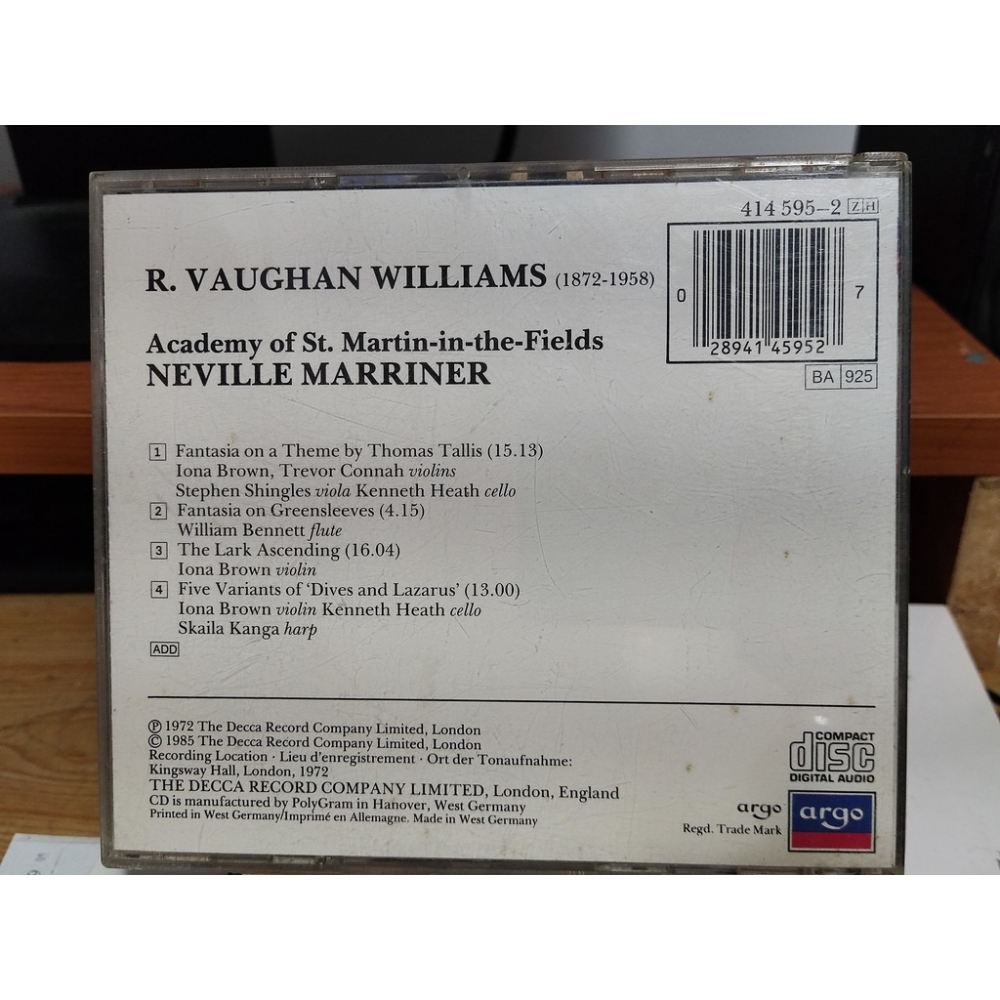 414 595-2 ZH
R. VAUGHAN WILLIAMS (1872-1958)
0 28941 45952 7
BA 925
Academy of St. Martin-in-the-Fields
NEVILLE MARRINER
1 Fantasia on a Theme by Thomas Tallis (15.13)
Iona Brown, Trevor Connah violins
Stephen Shingles viola Kenneth Heath cello
2 Fantasia on Greensleeves (4.15)
William Bennett flute
3 The Lark Ascending (16.04)
Iona Brown violin
4 Five Variants of ‘Dives and Lazarus’ (13.00)
Iona Brown violin Kenneth Heath cello
Skaila Kanga harp
ADD
℗ 1972 The Decca Record Company Limited, London
© 1985 The Decca Record Company Limited, London
Recording Location · Lieu d'enregistrement · Ort der Tonaufnahme:
Kingsway Hall, London, 1972
THE DECCA RECORD COMPANY LIMITED, London, England
CD is manufactured by PolyGram in Hanover, West Germany
Printed in West Germany/Imprimé en Allemagne. Made in West Germany
COMPACT
disc
DIGITAL AUDIO
argo
Regd. Trade Mark
argo